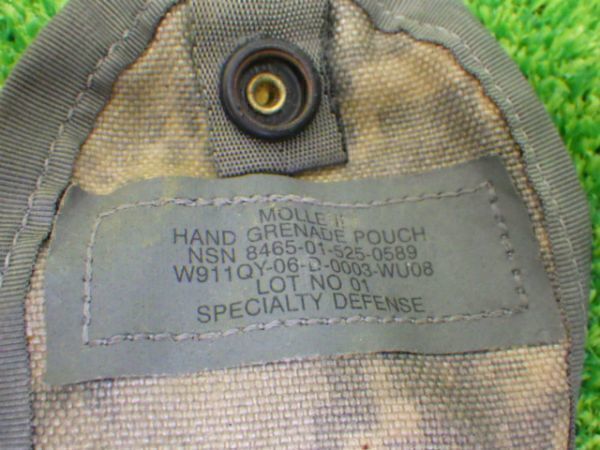 MOLLE II
HAND GRENADE POUCH
NSN 8465-01-525-0589
W911QY-06-D-0003-WU08
LOT NO 01
SPECIALTY DEFENSE